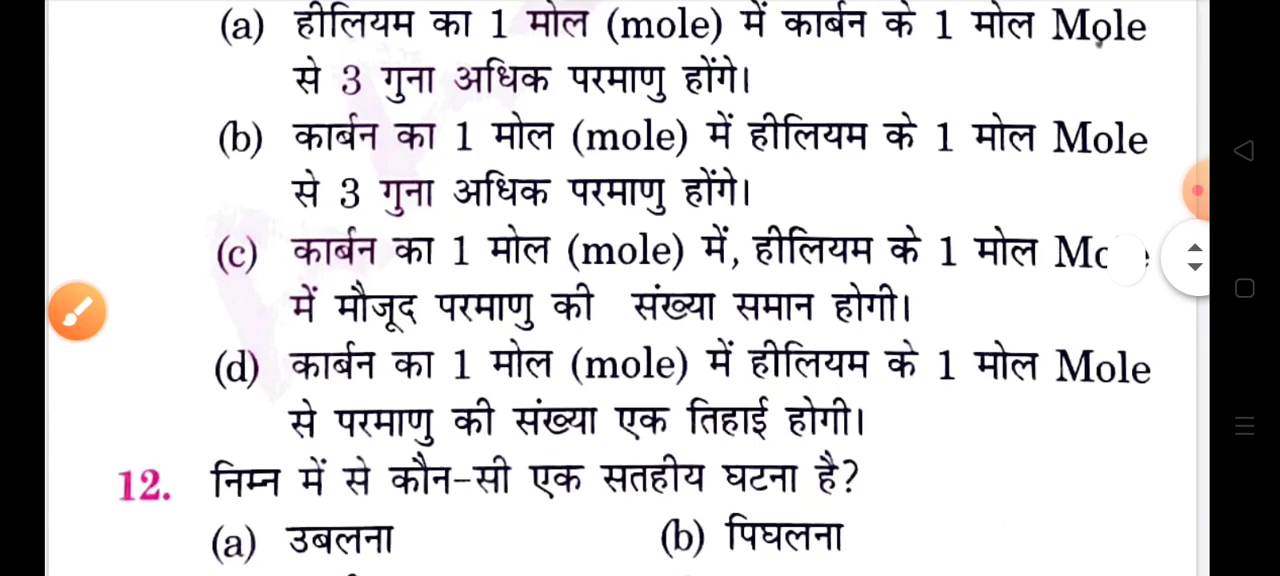 (a) हीलियम का 1 मोल (mole) में कार्बन के 1 मोल Mole
से 3 गुना अधिक परमाणु होंगे।
(b) कार्बन का 1 मोल (mole) में हीलियम के 1 मोल Mole
से 3 गुना अधिक परमाणु होंगे।
(c) कार्बन का 1 मोल (mole) में, हीलियम के 1 मोल
में मौजूद परमाणु की संख्या समान होगी।
(d) कार्बन का 1 मोल (mole) में हीलियम के 1 मोल Mole
से परमाणु की संख्या एक तिहाई होगी।
12. निम्न में से कौन-सी एक सतहीय घटना है?
(a) उबलना (b) पिघलना